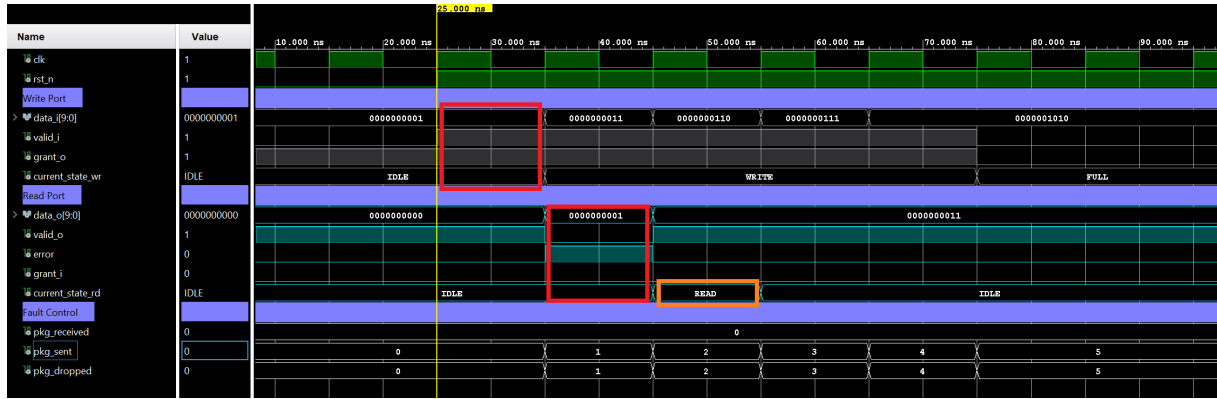 25.000 ns
Name Value
10.000 ns 20.000 ns 30.000 ns 40.000 ns 50.000 ns 60.000 ns 70.000 ns 80.000 ns 90.000 ns
clk 1
rst_n 1
Write Port
data_i[9:0] 0000000001 0000000001 0000000011 0000000110 0000000111 0000001010
valid_i 1
grant_o 1
current_state_wr IDLE IDLE WRITE FULL
Read Port
data_o[9:0] 0000000000 0000000000 0000000001 0000000011
valid_o 1
error 0
grant_i 0
current_state_rd IDLE IDLE READ IDLE
Fault Control
pkg_received 0 0
pkg_sent 0 0 1 2 3 4 5
pkg_dropped 0 0 1 2 3 4 5